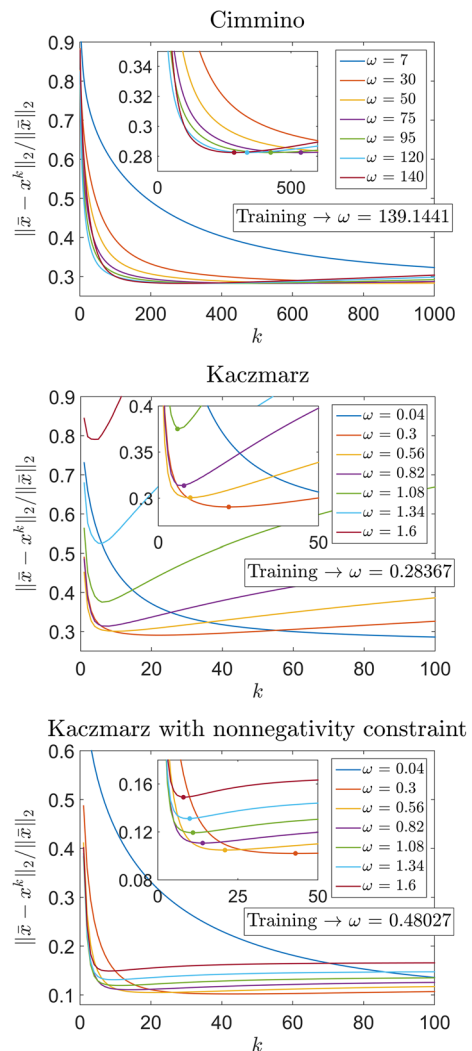 Cimmino
0.9
0.8
0.7
0.6
0.5
0.4
0.3
‖x̄ − x^k‖₂/‖x̄‖₂
0.34
0.32
0.3
0.28
0
500
ω = 7
ω = 30
ω = 50
ω = 75
ω = 95
ω = 120
ω = 140
Training → ω = 139.1441
0
200
400
600
800
1000
k
Kaczmarz
0.9
0.8
0.7
0.6
0.5
0.4
0.3
‖x̄ − x^k‖₂/‖x̄‖₂
0.4
0.35
0.3
0
50
ω = 0.04
ω = 0.3
ω = 0.56
ω = 0.82
ω = 1.08
ω = 1.34
ω = 1.6
Training → ω = 0.28367
0
20
40
60
80
100
k
Kaczmarz with nonnegativity constraint
0.6
0.5
0.4
0.3
0.2
0.1
‖x̄ − x^k‖₂/‖x̄‖₂
0.16
0.12
0.08
0
25
50
ω = 0.04
ω = 0.3
ω = 0.56
ω = 0.82
ω = 1.08
ω = 1.34
ω = 1.6
Training → ω = 0.48027
0
20
40
60
80
100
k